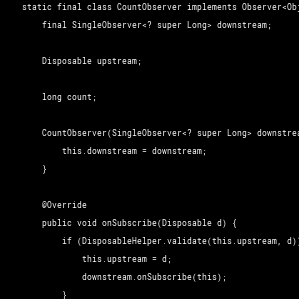 static final class CountObserver implements Observer<Obj
final SingleObserver<? super Long> downstream;
Disposable upstream;
long count;
CountObserver(SingleObserver<? super Long> downstrea
this.downstream = downstream;
}
@Override
public void onSubscribe(Disposable d) {
if (DisposableHelper.validate(this.upstream, d))
this.upstream = d;
downstream.onSubscribe(this);
}